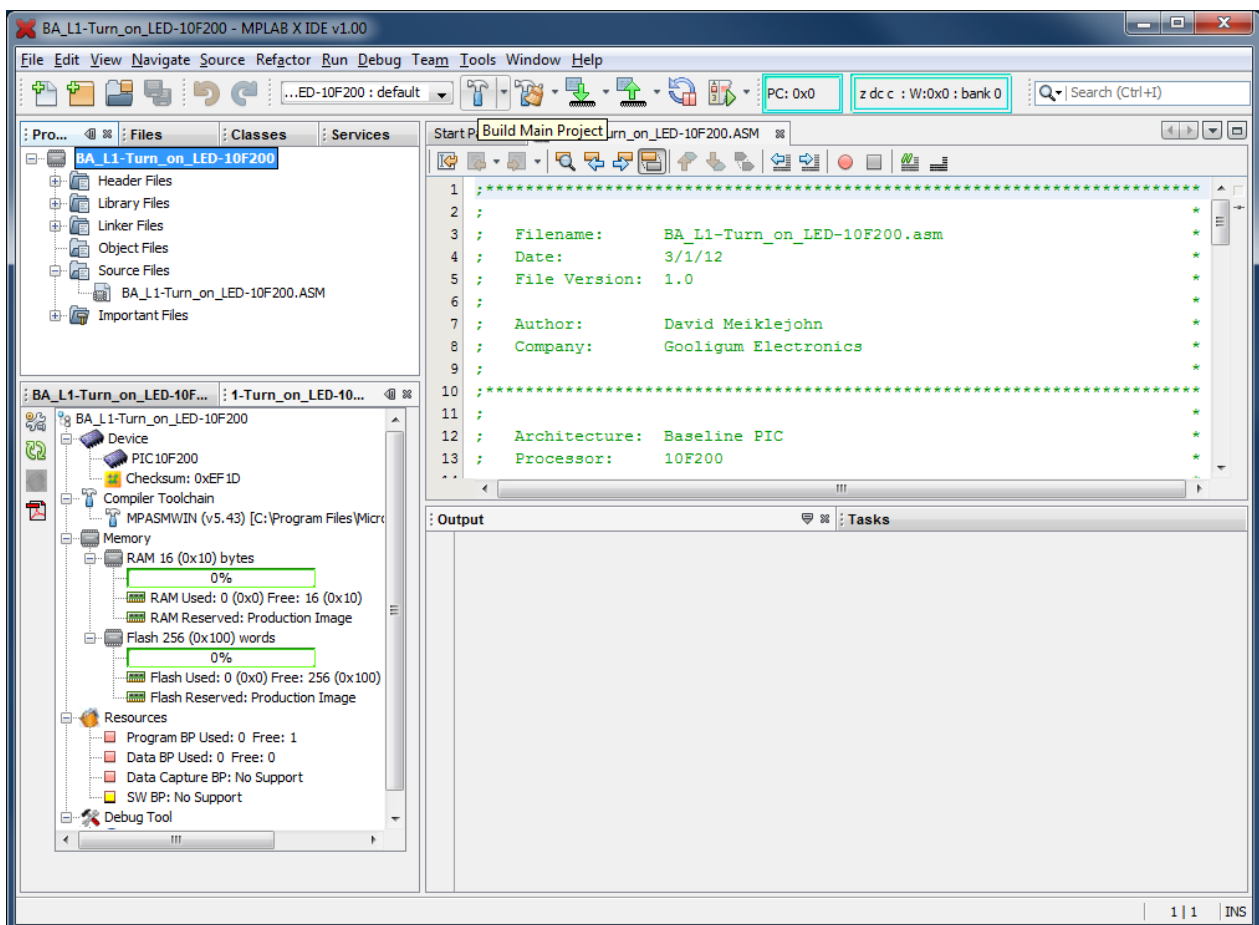 BA_L1-Turn_on_LED-10F200 - MPLAB X IDE v1.00
File Edit View Navigate Source Refactor Run Debug Team Tools Window Help
...ED-10F200 : default
PC: 0x0
z dc c : W:0x0 : bank 0
Search (Ctrl+I)
Pro... Files Classes Services
BA_L1-Turn_on_LED-10F200
Header Files
Library Files
Linker Files
Object Files
Source Files
BA_L1-Turn_on_LED-10F200.ASM
Important Files
BA_L1-Turn_on_LED-10F... 1-Turn_on_LED-10...
BA_L1-Turn_on_LED-10F200
Device
PIC10F200
Checksum: 0xEF1D
Compiler Toolchain
MPASMWIN (v5.43) [C:\Program Files\Micro
Memory
RAM 16 (0x10) bytes
0%
RAM Used: 0 (0x0) Free: 16 (0x10)
RAM Reserved: Production Image
Flash 256 (0x100) words
0%
Flash Used: 0 (0x0) Free: 256 (0x100)
Flash Reserved: Production Image
Resources
Program BP Used: 0 Free: 1
Data BP Used: 0 Free: 0
Data Capture BP: No Support
SW BP: No Support
Debug Tool
Start P Build Main Project urn_on_LED-10F200.ASM
1 ;************************************************************************
2 ; *
3 ; Filename: BA_L1-Turn_on_LED-10F200.asm *
4 ; Date: 3/1/12 *
5 ; File Version: 1.0 *
6 ; *
7 ; Author: David Meiklejohn *
8 ; Company: Gooligum Electronics *
9 ; *
10 ;************************************************************************
11 ; *
12 ; Architecture: Baseline PIC *
13 ; Processor: 10F200 *
Output Tasks
1 | 1 INS